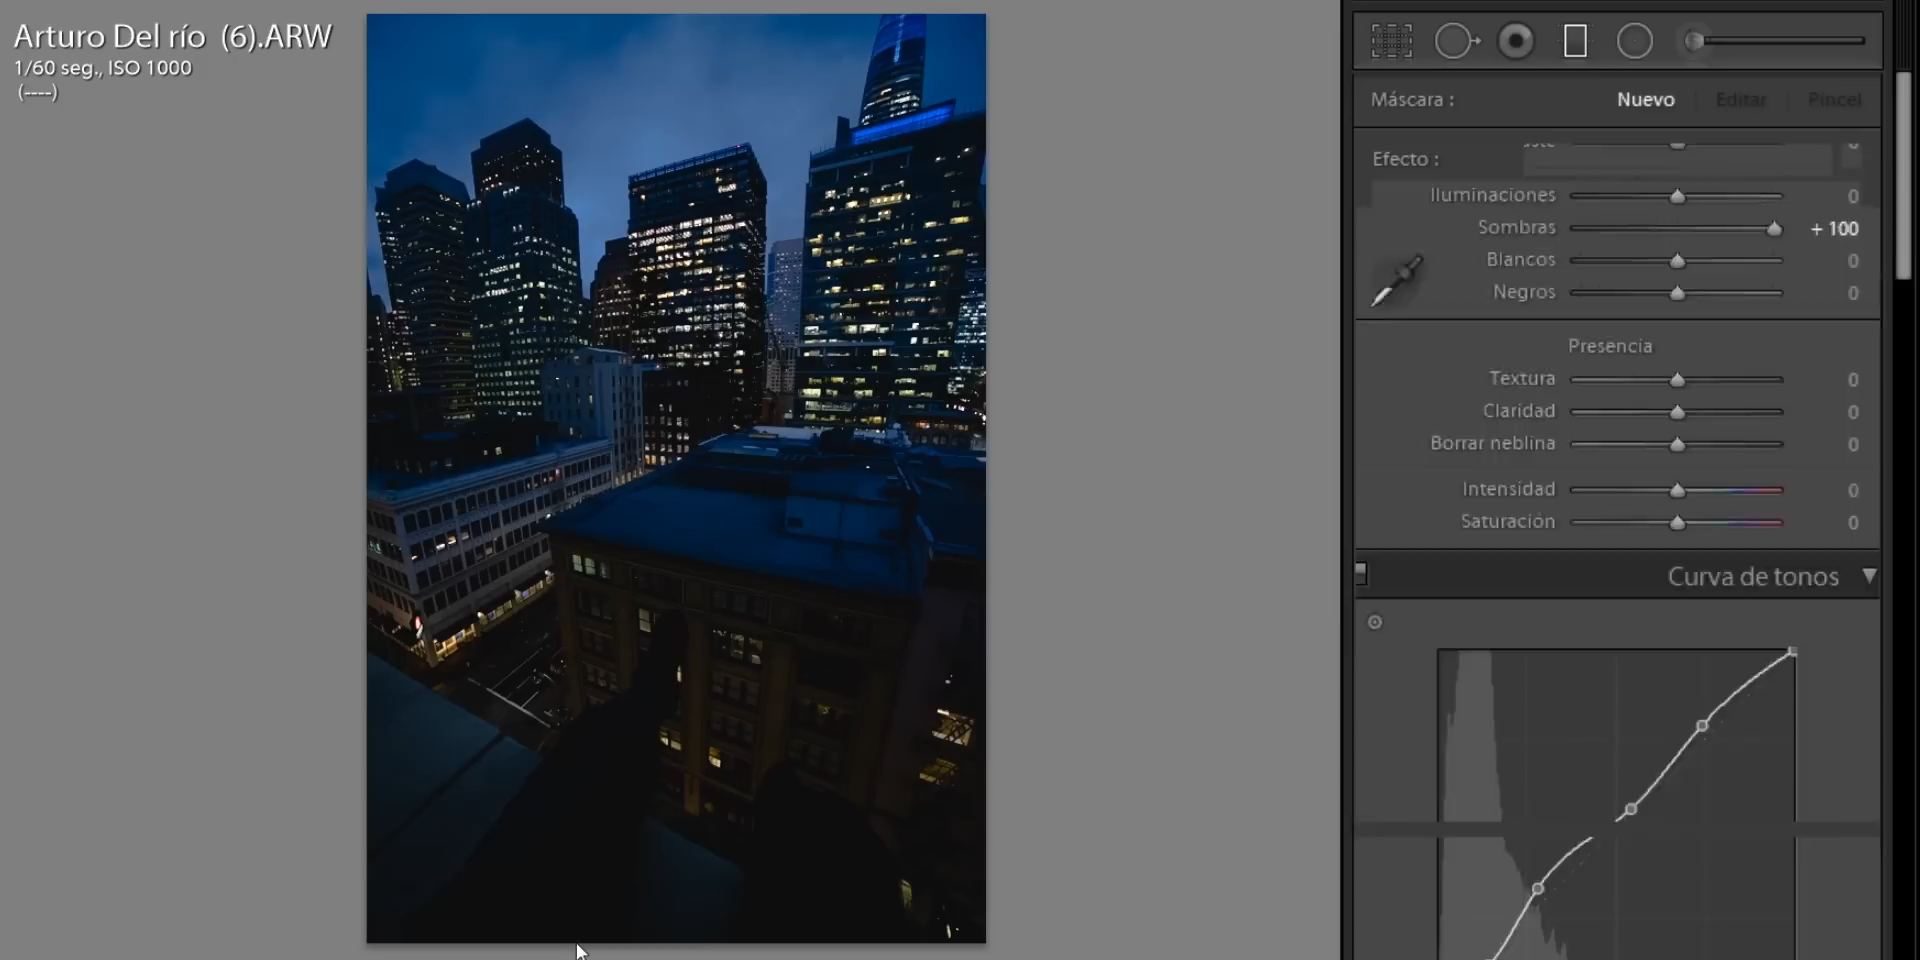 Arturo Del río (6).ARW
1/60 seg., ISO 1000
(----)
Máscara : Nuevo Editar Pincel
Efecto :
Iluminaciones 0
Sombras + 100
Blancos 0
Negros 0
Presencia
Textura 0
Claridad 0
Borrar neblina 0
Intensidad 0
Saturación 0
Curva de tonos